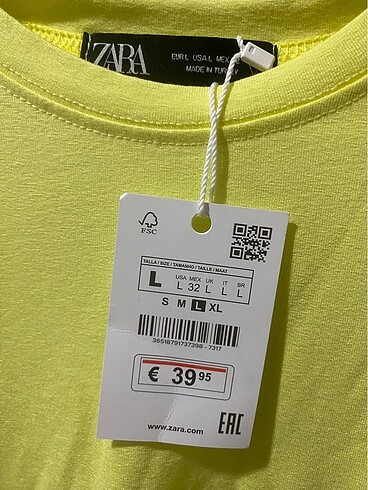 ZARA
EUR L USA L MEX
MADE IN TURKEY
FSC
TALLA / SIZE / TAMANHO / TAILLE / MAAT
L
USA MEX UK IT BR
L 32 L L L
S M L XL
36518791737398 - 7317
€ 39 95
www.zara.com
EAC